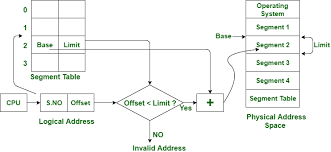 0
1
2
3
Base
Limit
Segment Table
CPU
S.NO
Offset
Logical Address
Offset < Limit ?
Yes
NO
Invalid Address
+
Operating
System
Segment 1
Segment 2
Segment 3
Segment 4
Segment Table
Base
Limit
Physical Address
Space